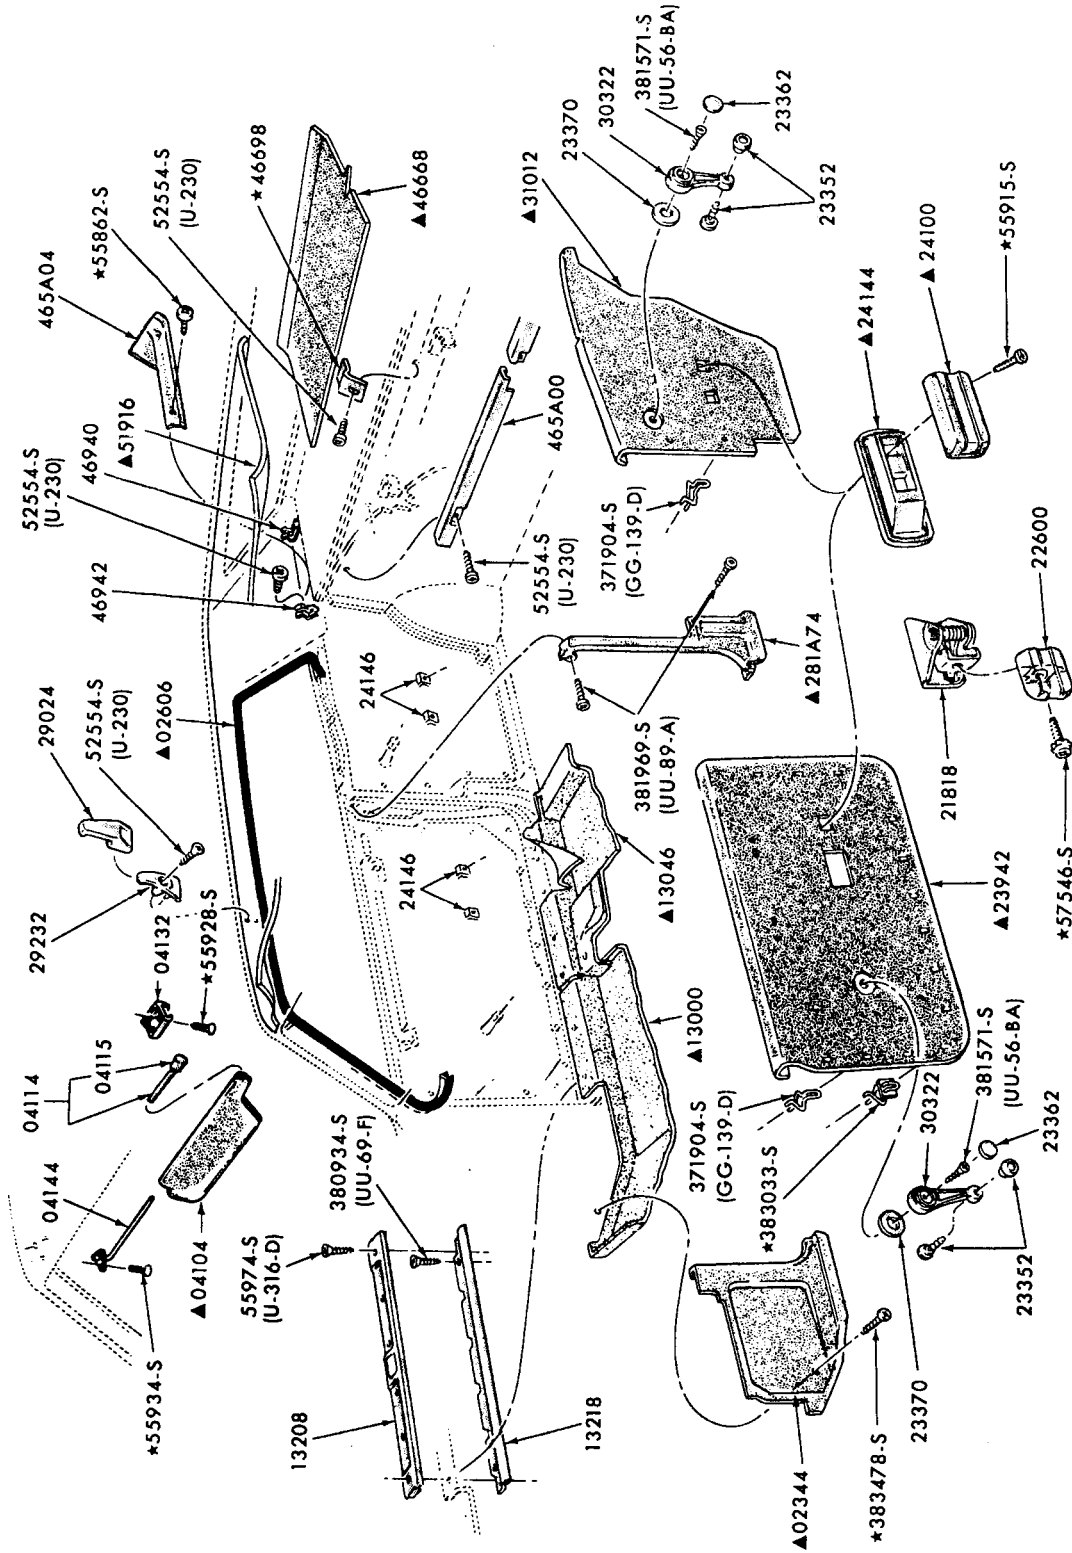 ★55934-S
04144
▲04104
04114
04115
04132
★55928-S
29232
29024
52554-S
(U-230)
▲02606
46942
52554-S
(U-230)
46940
▲51916
465A04
★55862-S
52554-S
(U-230)
★46698
▲46668
13208
55974-S
(U-316-D)
380934-S
(UU-69-F)
13218
24146
24146
52554-S
(U-230)
465A00
▲31012
23370
30322
381571-S
(UU-56-BA)
23362
23352
371904-S
(GG-139-D)
381969-S
(UU-89-A)
▲281A74
▲13046
▲13000
371904-S
(GG-139-D)
★383033-S
▲24144
▲24100
★55915-S
22600
21818
★57546-S
▲23942
381571-S
(UU-56-BA)
30322
23362
23352
23370
★383478-S
▲02344